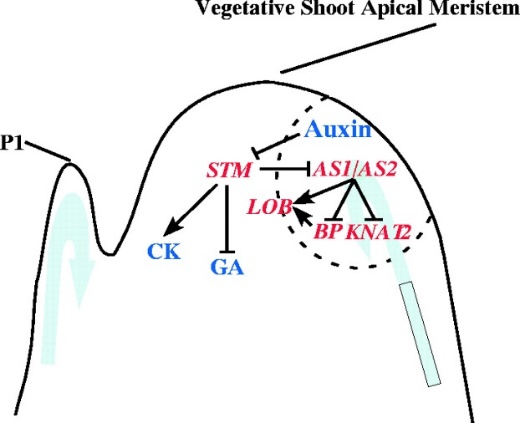 Vegetative Shoot Apical Meristem
P1
Auxin
STM
AS1/AS2
LOB
BP KNAT2
CK
GA